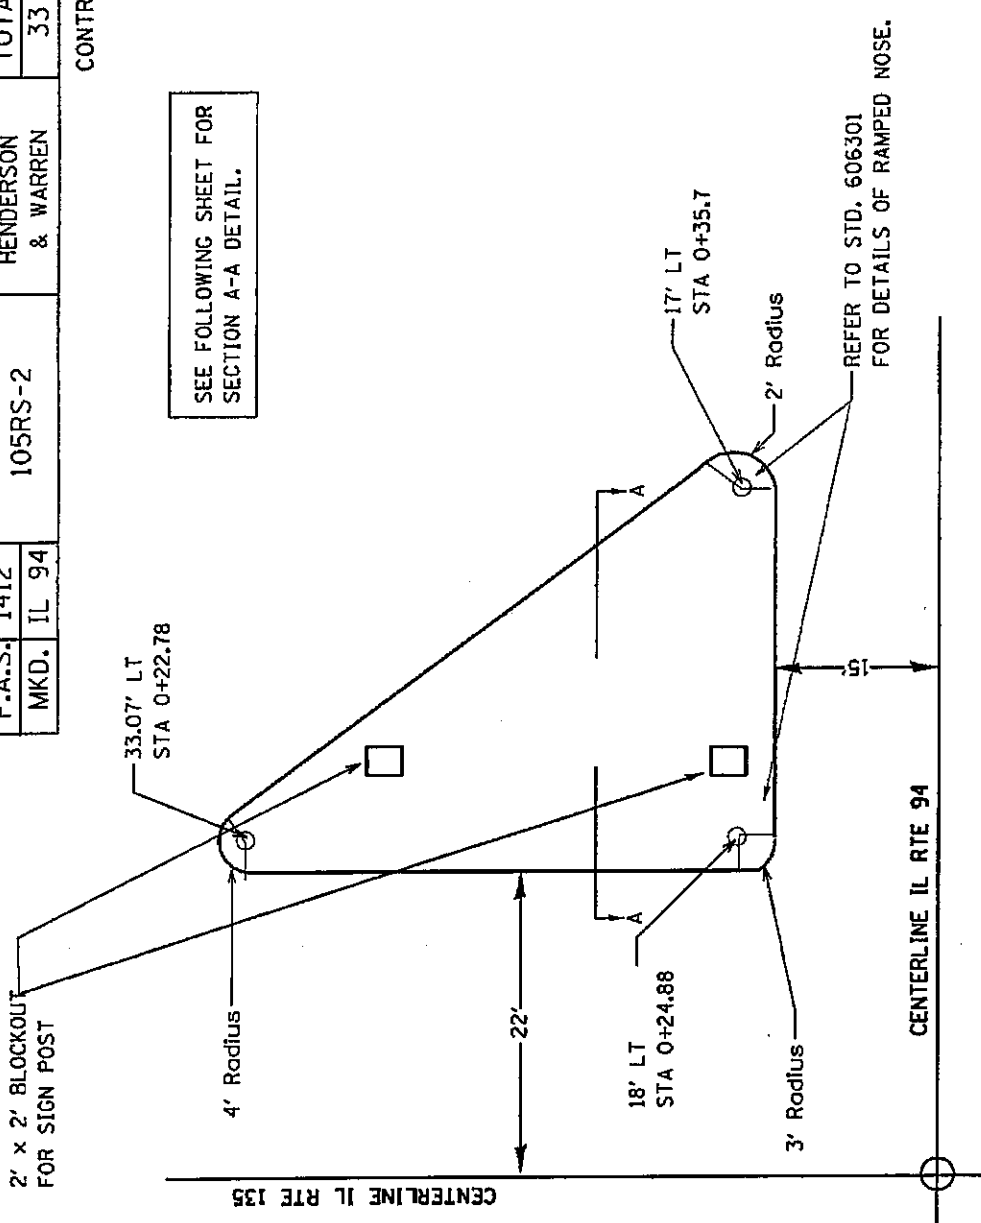 F.A.S. 1412
MKD. IL 94
105RS-2
HENDERSON
& WARREN
33
CONTR
SEE FOLLOWING SHEET FOR
SECTION A-A DETAIL.
2' x 2' BLOCKOUT
FOR SIGN POST
33.07' LT
STA 0+22.78
4' Radius
17' LT
STA 0+35.7
2' Radius
REFER TO STD. 606301
FOR DETAILS OF RAMPED NOSE.
A
A
15'
22'
18' LT
STA 0+24.88
3' Radius
CENTERLINE IL RTE 94
CENTERLINE IL RTE 135